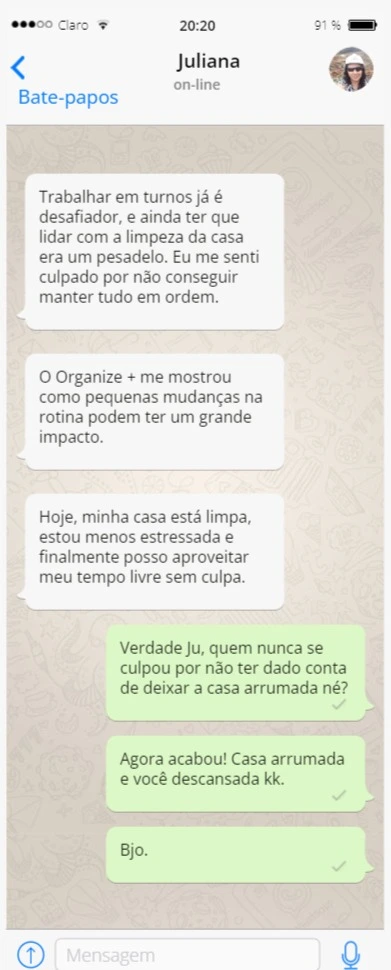 Claro 20:20 91 %
Juliana
on-line
Bate-papos
Trabalhar em turnos já é
desafiador, e ainda ter que
lidar com a limpeza da casa
era um pesadelo. Eu me senti
culpado por não conseguir
manter tudo em ordem.
O Organize + me mostrou
como pequenas mudanças na
rotina podem ter um grande
impacto.
Hoje, minha casa está limpa,
estou menos estressada e
finalmente posso aproveitar
meu tempo livre sem culpa.
Verdade Ju, quem nunca se
culpou por não ter dado conta
de deixar a casa arrumada né?
Agora acabou! Casa arrumada
e você descansada kk.
Bjo.
Mensagem